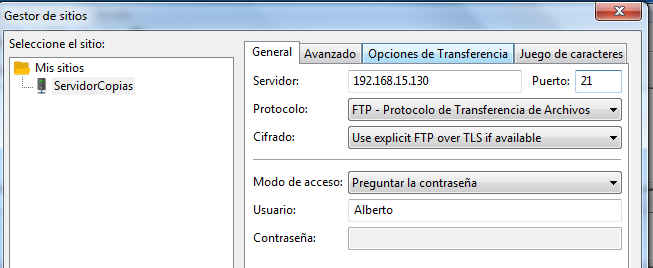 Gestor de sitios
Seleccione el sitio:
Mis sitios
ServidorCopias
General Avanzado Opciones de Transferencia Juego de caracteres
Servidor: 192.168.15.130 Puerto: 21
Protocolo: FTP - Protocolo de Transferencia de Archivos
Cifrado: Use explicit FTP over TLS if available
Modo de acceso: Preguntar la contraseña
Usuario: Alberto
Contraseña: